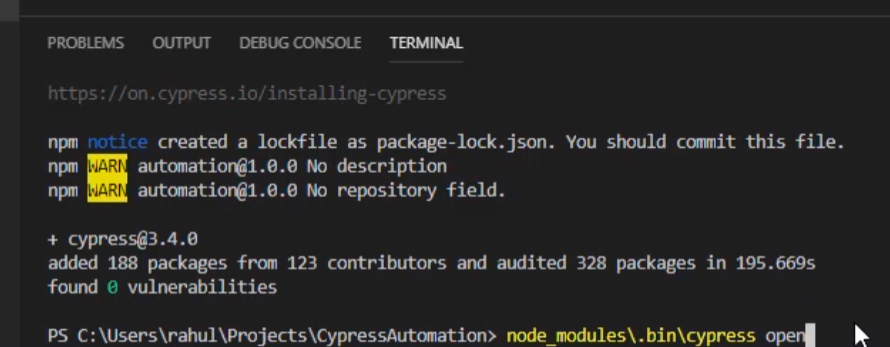 PROBLEMS OUTPUT DEBUG CONSOLE TERMINAL
https://on.cypress.io/installing-cypress
npm notice created a lockfile as package-lock.json. You should commit this file.
npm WARN automation@1.0.0 No description
npm WARN automation@1.0.0 No repository field.
+ cypress@3.4.0
added 188 packages from 123 contributors and audited 328 packages in 195.669s
found 0 vulnerabilities
PS C:\Users\rahul\Projects\CypressAutomation> node_modules\.bin\cypress open